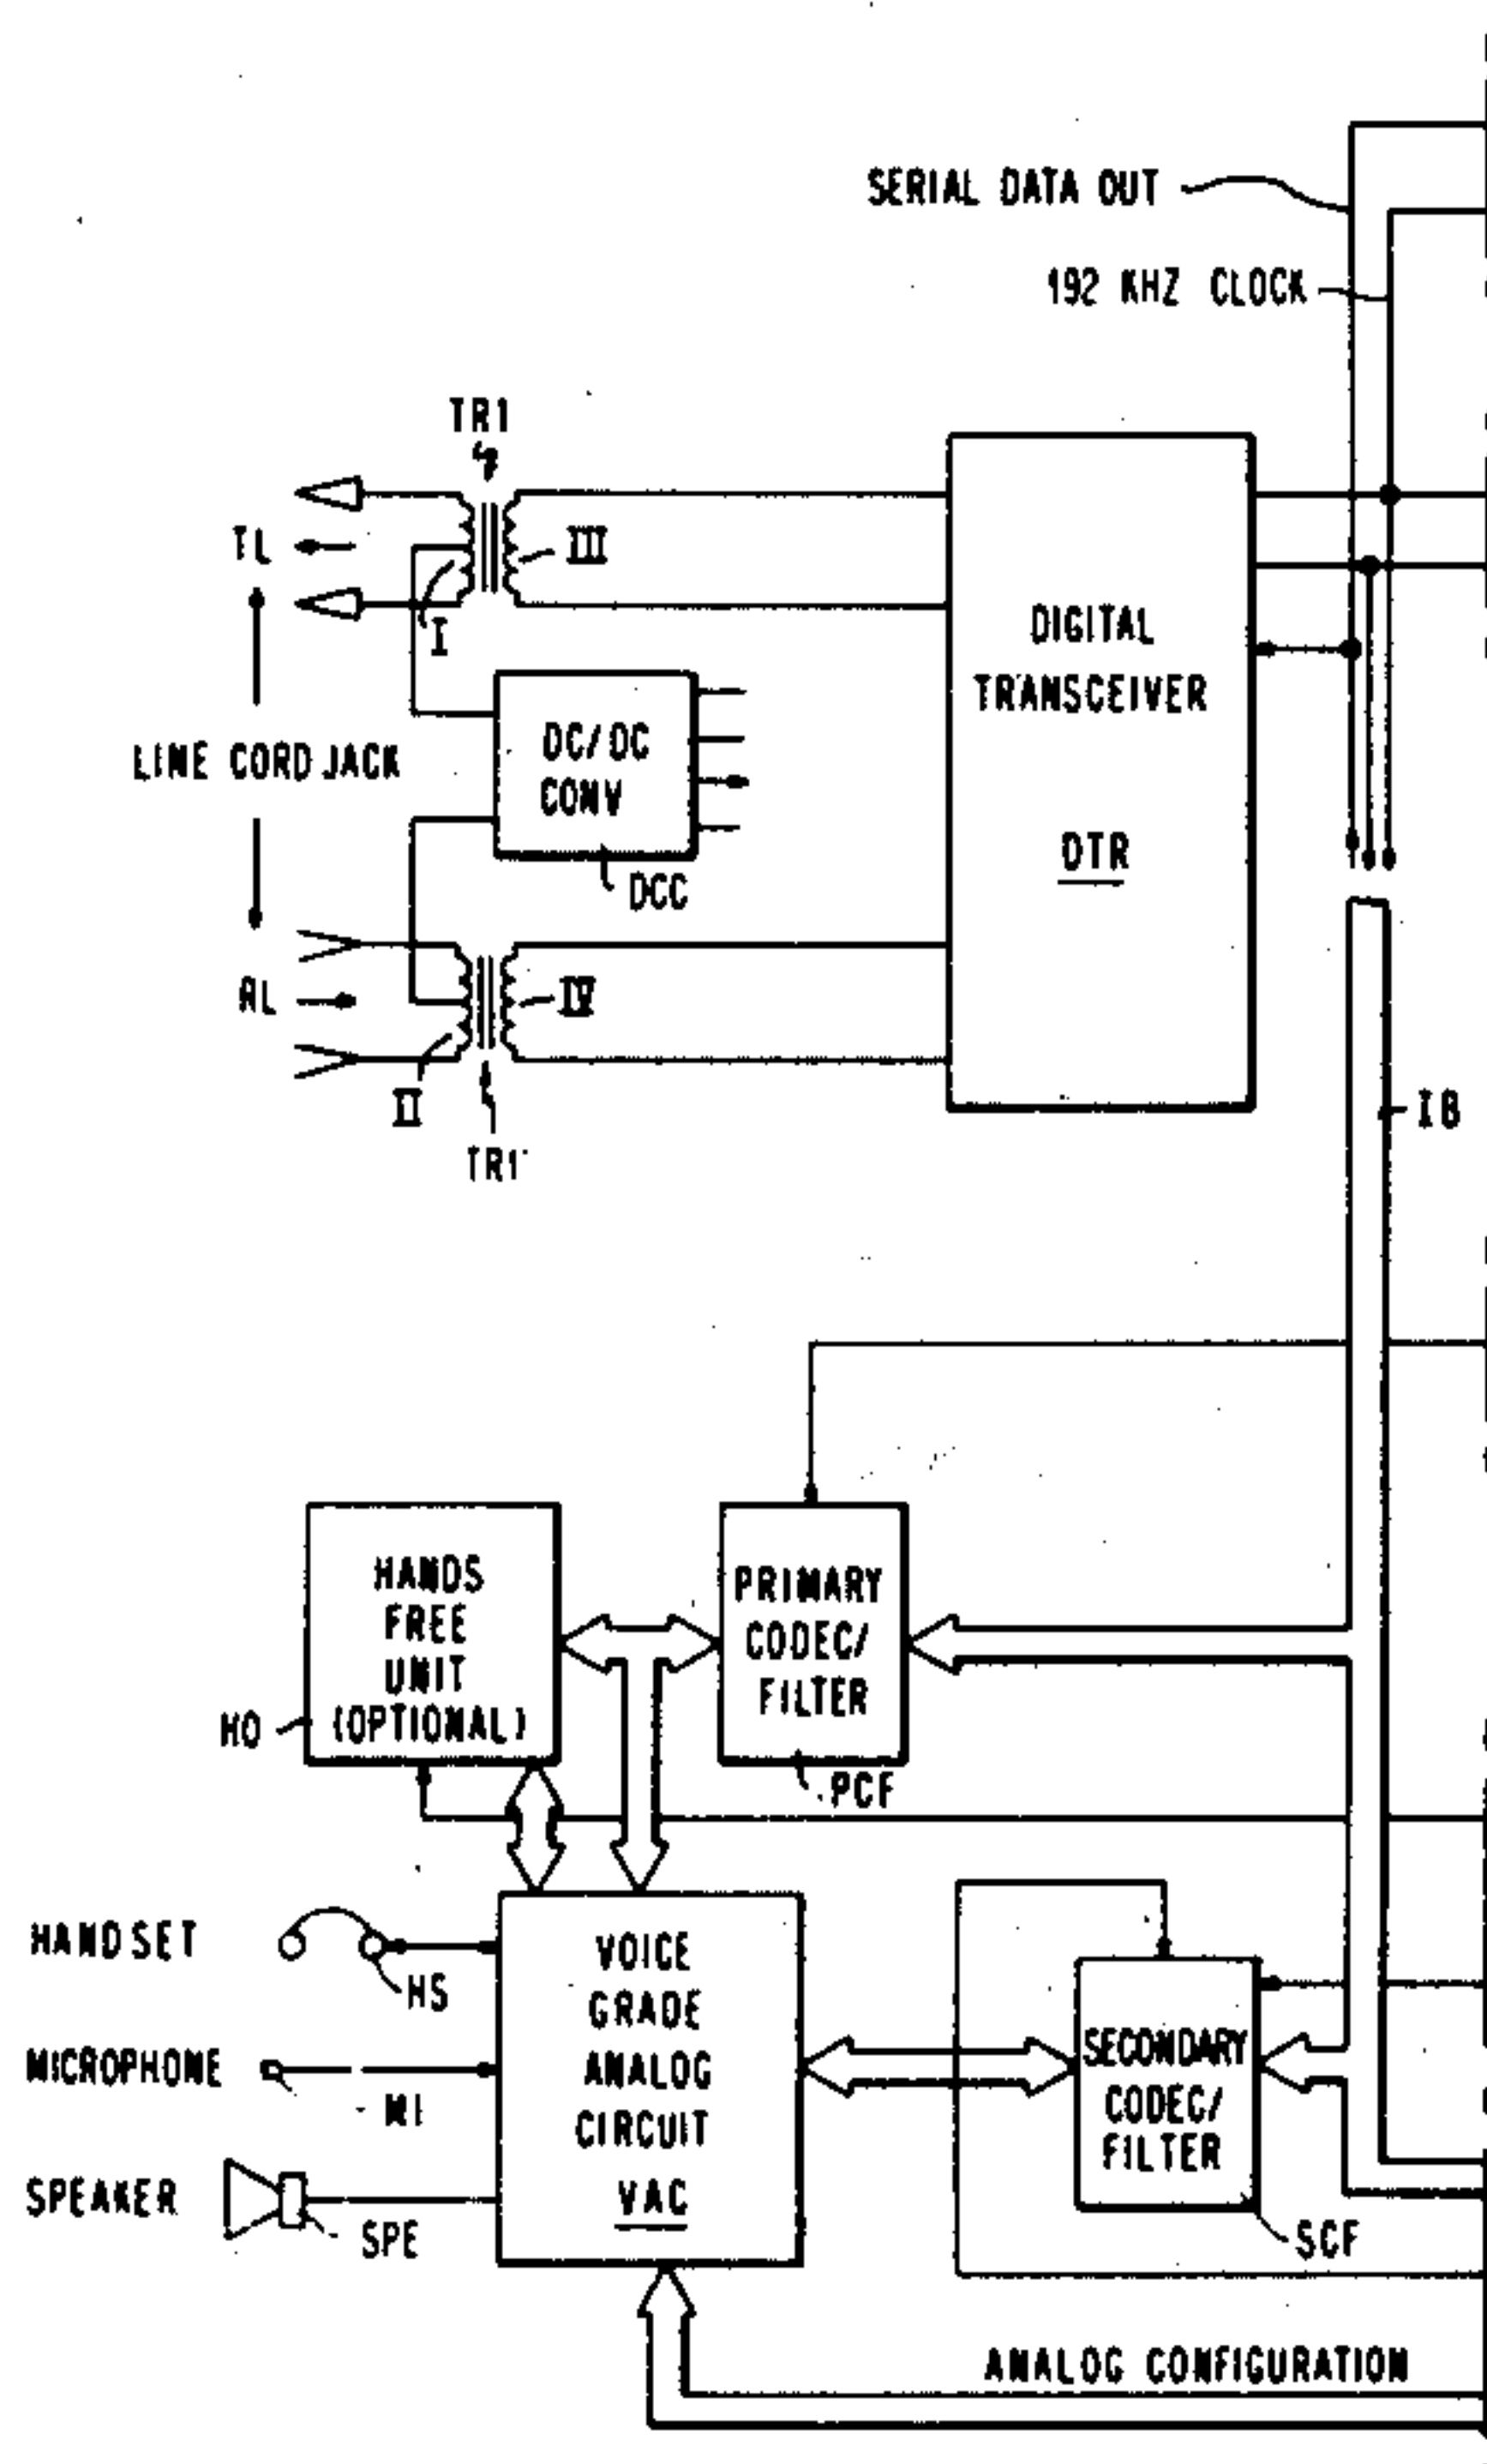 SERIAL DATA OUT
192 KHZ CLOCK
TR1
TL
III
I
LINE CORD JACK
DC/DC
CONV
DCC
DIGITAL
TRANSCEIVER
DTR
RL
IV
II
TR1'
IB
HANDS
FREE
UNIT
(OPTIONAL)
HO
PRIMARY
CODEC/
FILTER
PCF
HANDSET
HS
MICROPHONE
MI
SPEAKER
SPE
VOICE
GRADE
ANALOG
CIRCUIT
VAC
SECONDARY
CODEC/
FILTER
SCF
ANALOG CONFIGURATION